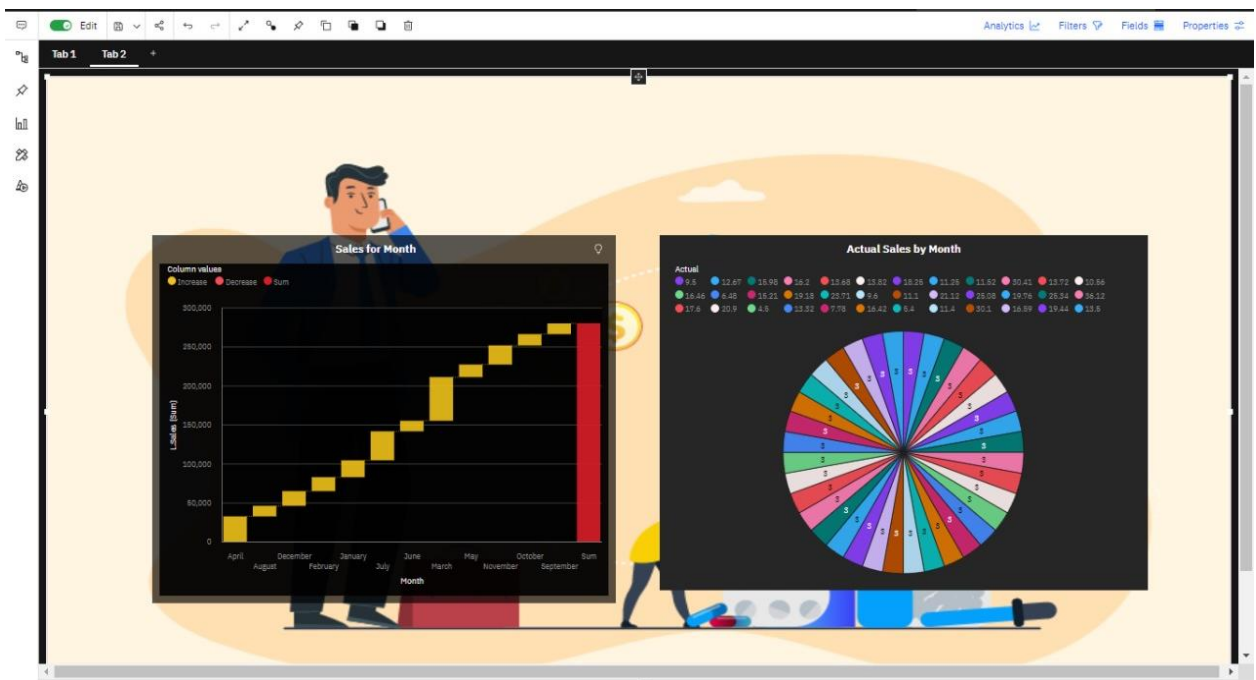 Edit
Analytics Filters Fields Properties
Tab 1 Tab 2 +
Sales for Month
Column values
Increase Decrease Sum
300,000
250,000
200,000
150,000
100,000
50,000
0
L.Sales (Sum)
April December January June May October Sum
August February July March November September
Month
Actual Sales by Month
Actual
9.5 12.67 15.98 16.2 13.68 13.82 15.25 11.25 11.52 30.41 13.72 10.56
16.46 6.48 15.21 19.18 23.71 9.6 11.1 21.12 25.08 19.76 25.34 36.12
17.6 20.9 4.5 13.32 7.78 16.42 5.4 11.4 30.1 16.59 19.44 13.5
$